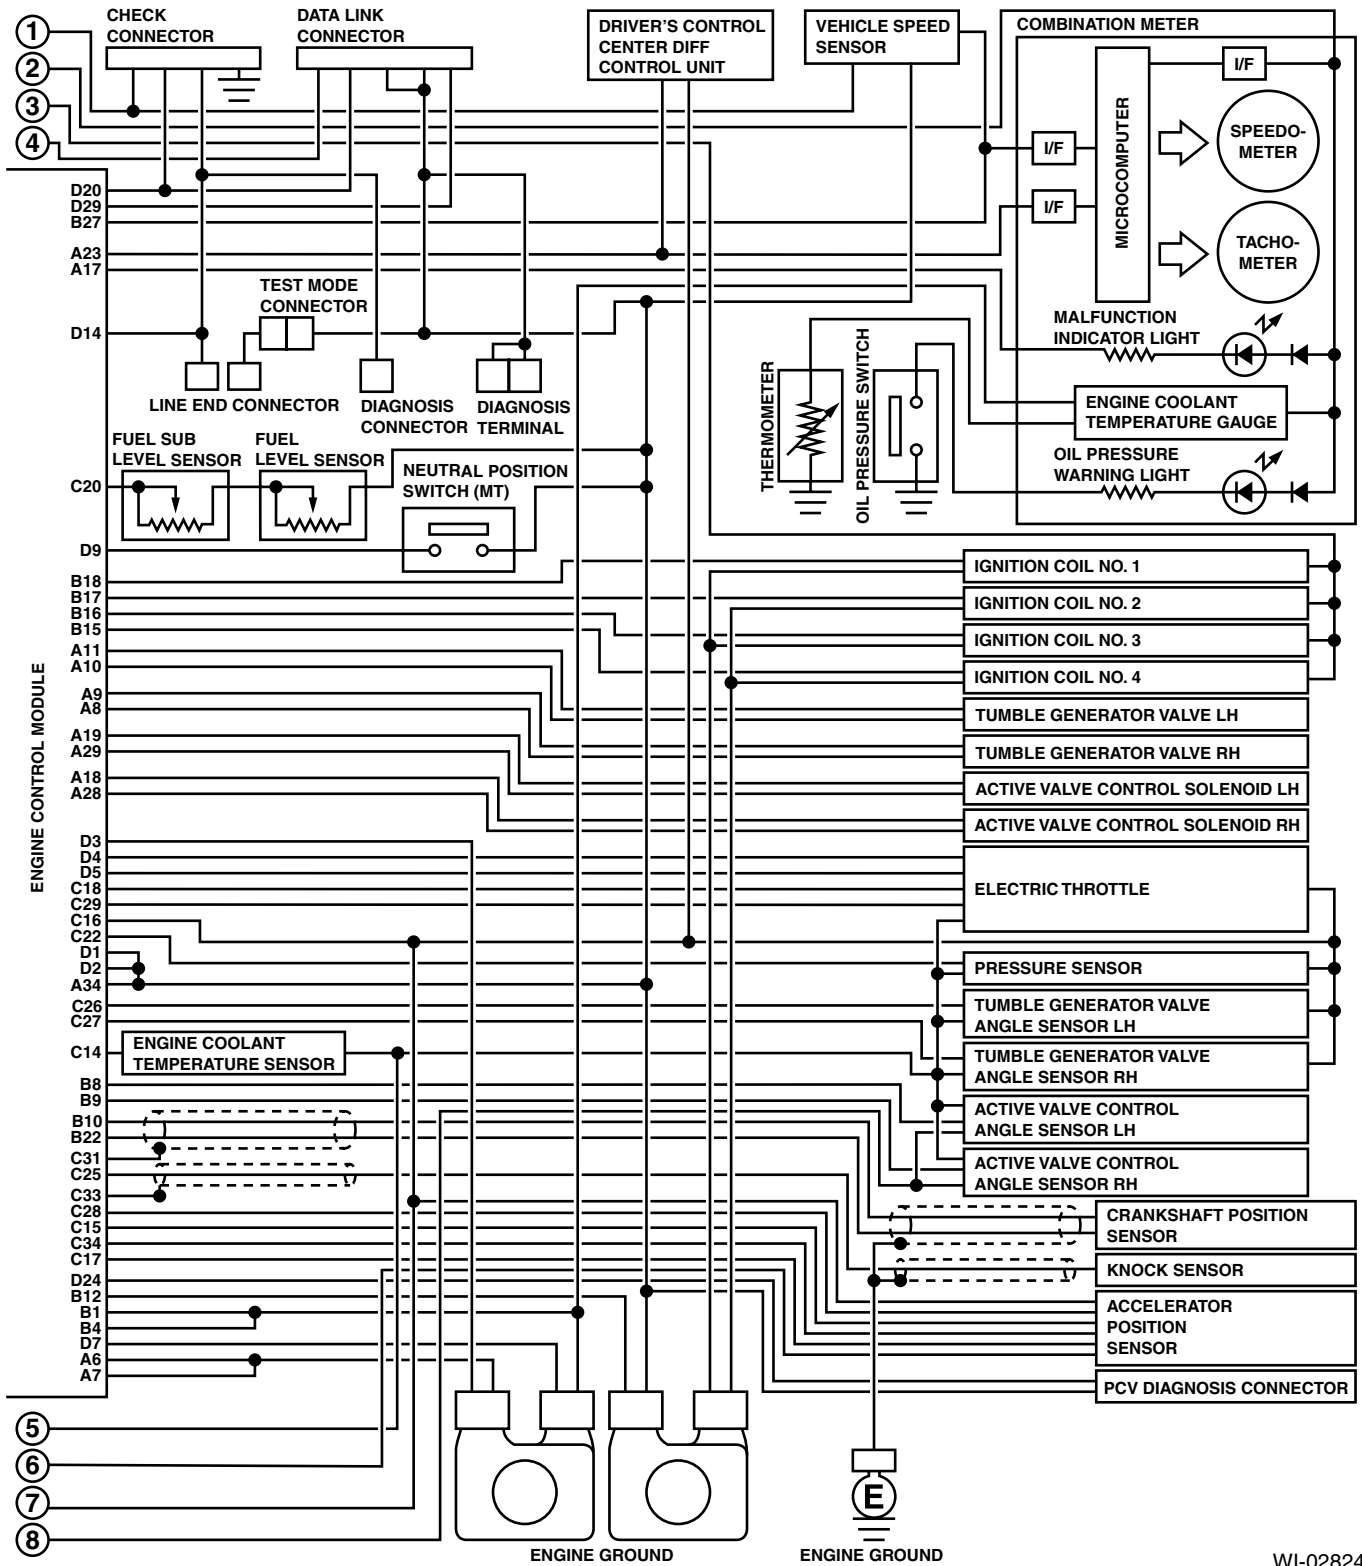 1
2
3
4
CHECK
CONNECTOR
DATA LINK
CONNECTOR
DRIVER'S CONTROL
CENTER DIFF
CONTROL UNIT
VEHICLE SPEED
SENSOR
COMBINATION METER
I/F
I/F
I/F
MICROCOMPUTER
SPEEDO-
METER
TACHO-
METER
MALFUNCTION
INDICATOR LIGHT
ENGINE COOLANT
TEMPERATURE GAUGE
OIL PRESSURE
WARNING LIGHT
THERMOMETER
OIL PRESSURE SWITCH
TEST MODE
CONNECTOR
LINE END CONNECTOR
DIAGNOSIS
CONNECTOR
DIAGNOSIS
TERMINAL
FUEL SUB
LEVEL SENSOR
FUEL
LEVEL SENSOR
NEUTRAL POSITION
SWITCH (MT)
ENGINE CONTROL MODULE
D20
D29
B27
A23
A17
D14
C20
D9
B18
B17
B16
B15
A11
A10
A9
A8
A19
A29
A18
A28
D3
D4
D5
C18
C29
C16
C22
D1
D2
A34
C26
C27
C14
B8
B9
B10
B22
C31
C25
C33
C28
C15
C34
C17
D24
B12
B1
B4
D7
A6
A7
ENGINE COOLANT
TEMPERATURE SENSOR
IGNITION COIL NO. 1
IGNITION COIL NO. 2
IGNITION COIL NO. 3
IGNITION COIL NO. 4
TUMBLE GENERATOR VALVE LH
TUMBLE GENERATOR VALVE RH
ACTIVE VALVE CONTROL SOLENOID LH
ACTIVE VALVE CONTROL SOLENOID RH
ELECTRIC THROTTLE
PRESSURE SENSOR
TUMBLE GENERATOR VALVE
ANGLE SENSOR LH
TUMBLE GENERATOR VALVE
ANGLE SENSOR RH
ACTIVE VALVE CONTROL
ANGLE SENSOR LH
ACTIVE VALVE CONTROL
ANGLE SENSOR RH
CRANKSHAFT POSITION
SENSOR
KNOCK SENSOR
ACCELERATOR
POSITION
SENSOR
PCV DIAGNOSIS CONNECTOR
5
6
7
8
E
ENGINE GROUND
ENGINE GROUND
WI-02824